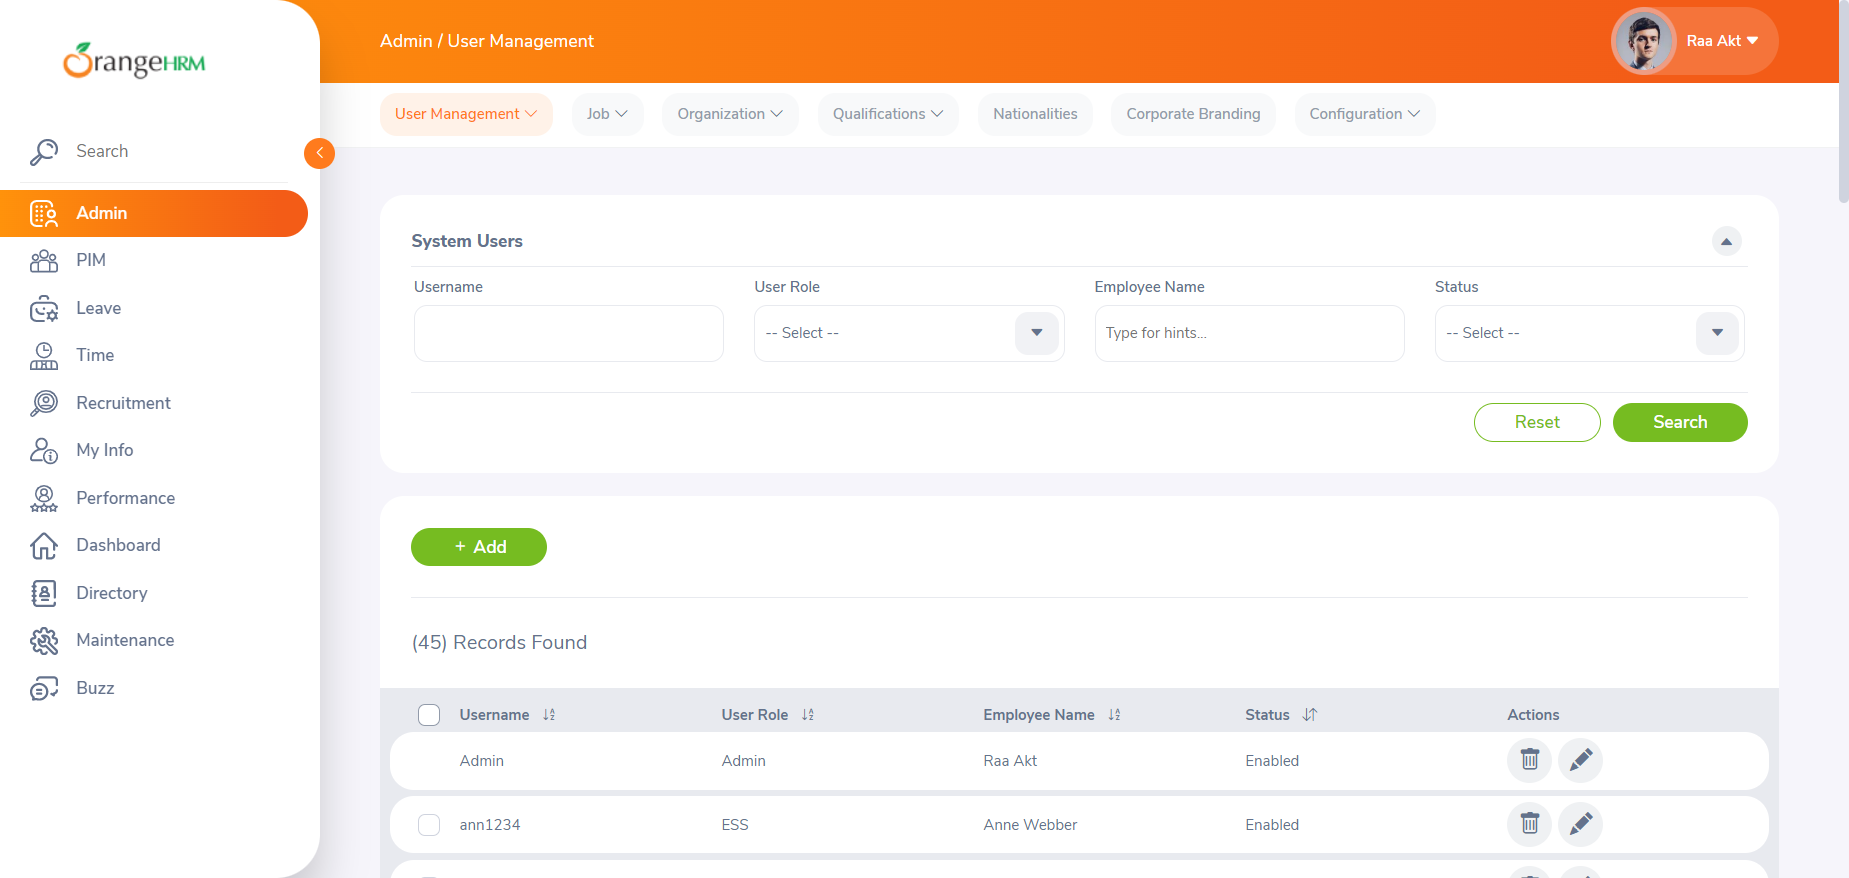 OrangeHRM
Search
Admin
PIM
Leave
Time
Recruitment
My Info
Performance
Dashboard
Directory
Maintenance
Buzz
Admin / User Management
Raa Akt
User Management
Job
Organization
Qualifications
Nationalities
Corporate Branding
Configuration
System Users
Username User Role Employee Name Status
-- Select -- Type for hints... -- Select --
Reset Search
+ Add
(45) Records Found
Username User Role Employee Name Status Actions
Admin Admin Raa Akt Enabled
ann1234 ESS Anne Webber Enabled